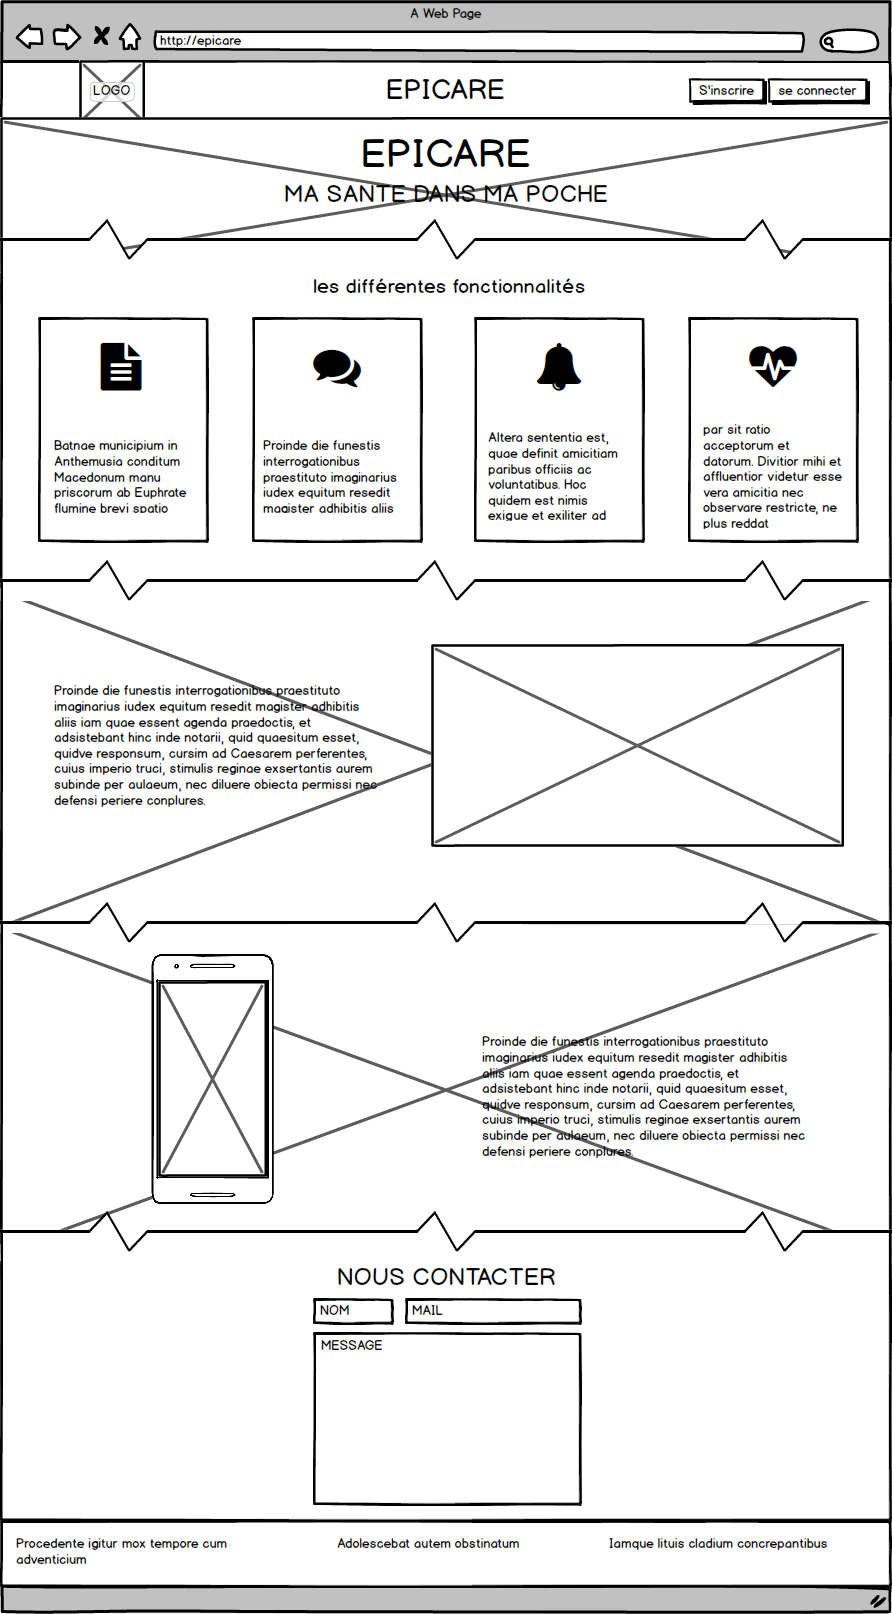 A Web Page
http://epicare
LOGO
EPICARE
S'inscrire
se connecter
EPICARE
MA SANTE DANS MA POCHE
les différentes fonctionnalités
Batnae municipium in
Anthemusia conditum
Macedonum manu
priscorum ab Euphrate
flumine brevi spatio
Proinde die funestis
interrogationibus
praestituto imaginarius
iudex equitum resedit
magister adhibitis aliis
Altera sententia est,
quae definit amicitiam
paribus officiis ac
voluntatibus. Hoc
quidem est nimis
exigue et exiliter ad
par sit ratio
acceptorum et
datorum. Divitior mihi et
affluentior videtur esse
vera amicitia nec
observare restricte, ne
plus reddat
Proinde die funestis interrogationibus praestituto
imaginarius iudex equitum resedit magister adhibitis
aliis iam quae essent agenda praedoctis, et
adsistebant hinc inde notarii, quid quaesitum esset,
quidve responsum, cursim ad Caesarem perferentes,
cuius imperio truci, stimulis reginae exsertantis aurem
subinde per aulaeum, nec diluere obiecta permissi nec
defensi periere conplures.
Proinde die funestis interrogationibus praestituto
imaginarius iudex equitum resedit magister adhibitis
aliis iam quae essent agenda praedoctis, et
adsistebant hinc inde notarii, quid quaesitum esset,
quidve responsum, cursim ad Caesarem perferentes,
cuius imperio truci, stimulis reginae exsertantis aurem
subinde per aulaeum, nec diluere obiecta permissi nec
defensi periere conplures.
NOUS CONTACTER
NOM
MAIL
MESSAGE
Procedente igitur mox tempore cum
adventicium
Adolescebat autem obstinatum
Iamque lituis cladium concrepantibus